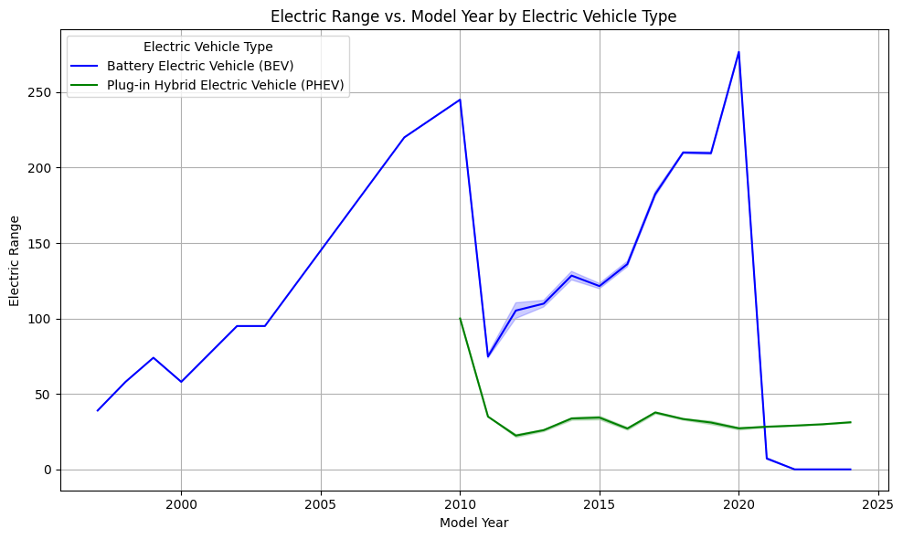 Electric Range vs. Model Year by Electric Vehicle Type
Electric Vehicle Type
Battery Electric Vehicle (BEV)
Plug-in Hybrid Electric Vehicle (PHEV)
Electric Range
250
200
150
100
50
0
2000
2005
2010
2015
2020
2025
Model Year